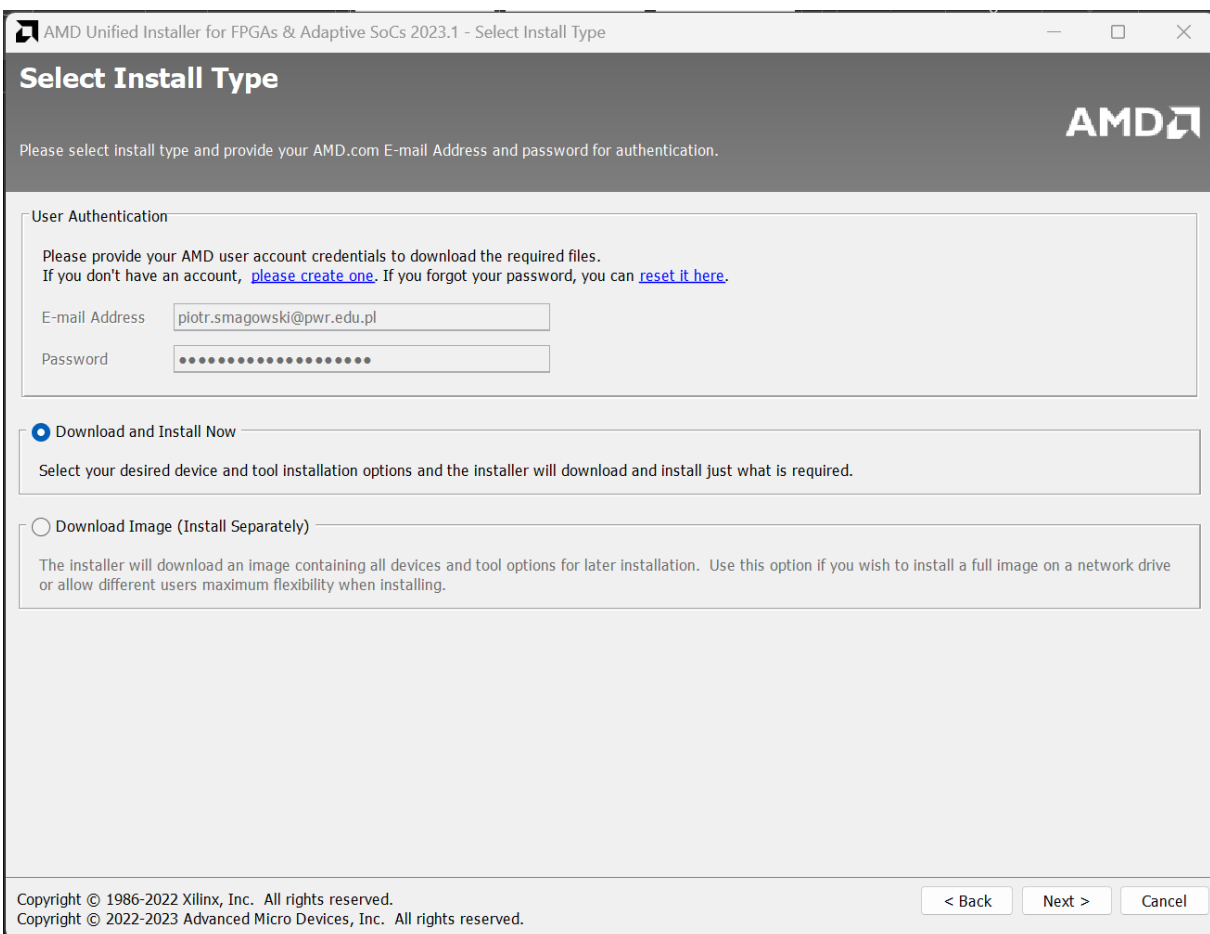 AMD Unified Installer for FPGAs & Adaptive SoCs 2023.1 - Select Install Type
Select Install Type
AMD
Please select install type and provide your AMD.com E-mail Address and password for authentication.
User Authentication
Please provide your AMD user account credentials to download the required files.
If you don't have an account, please create one. If you forgot your password, you can reset it here.
E-mail Address piotr.smagowski@pwr.edu.pl
Password ●●●●●●●●●●●●●●●●●●●●
Download and Install Now
Select your desired device and tool installation options and the installer will download and install just what is required.
Download Image (Install Separately)
The installer will download an image containing all devices and tool options for later installation. Use this option if you wish to install a full image on a network drive
or allow different users maximum flexibility when installing.
Copyright © 1986-2022 Xilinx, Inc. All rights reserved.
Copyright © 2022-2023 Advanced Micro Devices, Inc. All rights reserved.
< Back Next > Cancel